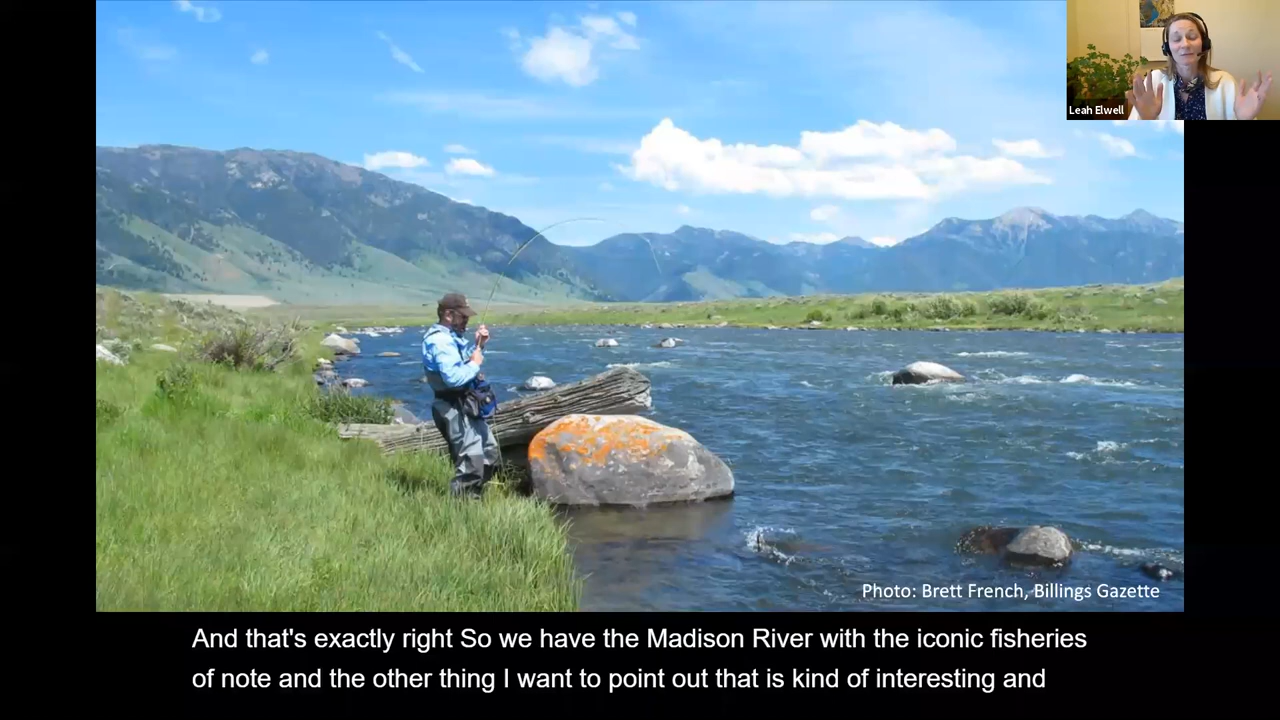 Leah Elwell
Photo: Brett French, Billings Gazette
And that's exactly right So we have the Madison River with the iconic fisheries
of note and the other thing I want to point out that is kind of interesting and